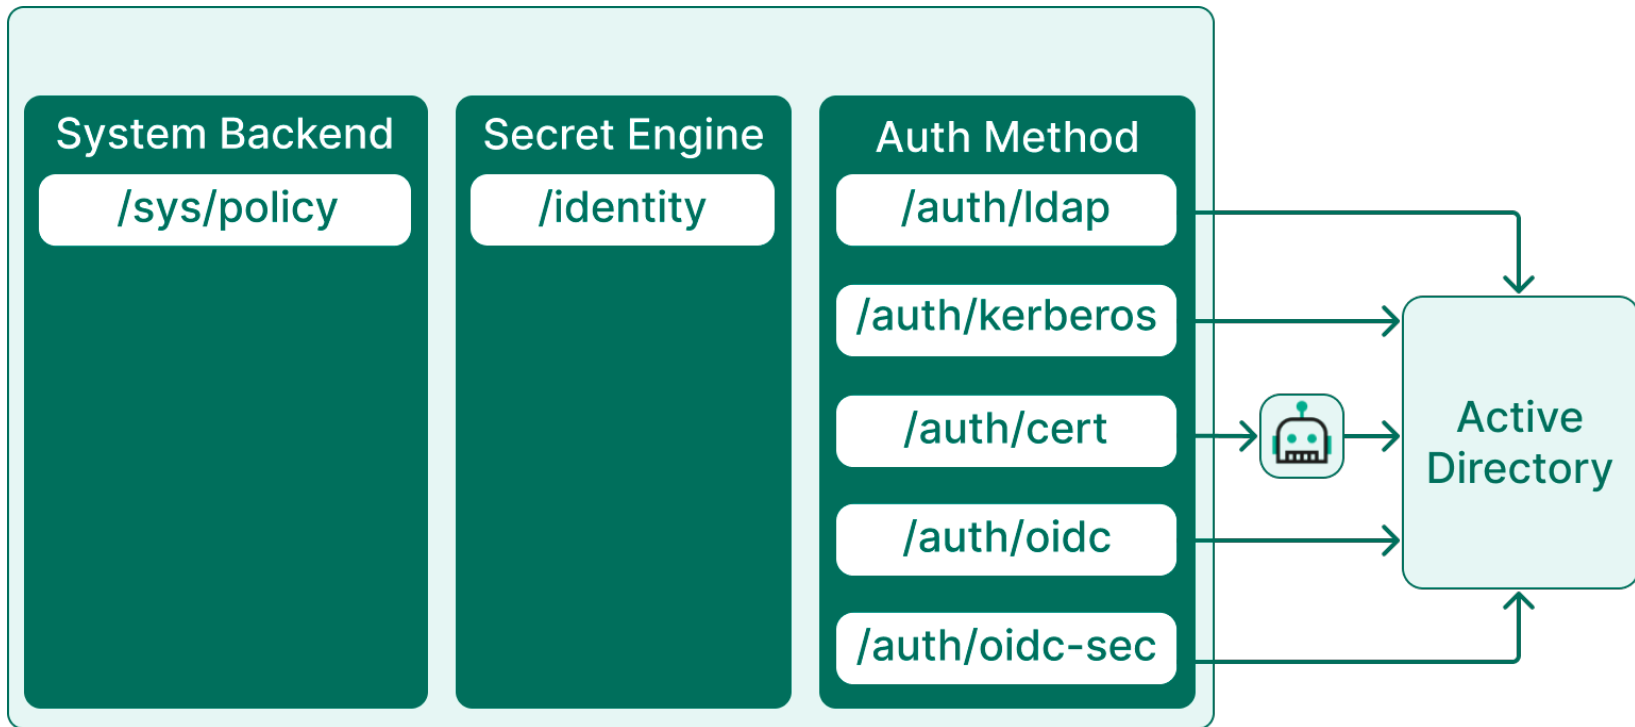 System Backend
/sys/policy
Secret Engine
/identity
Auth Method
/auth/ldap
/auth/kerberos
/auth/cert
/auth/oidc
/auth/oidc-sec
Active
Directory